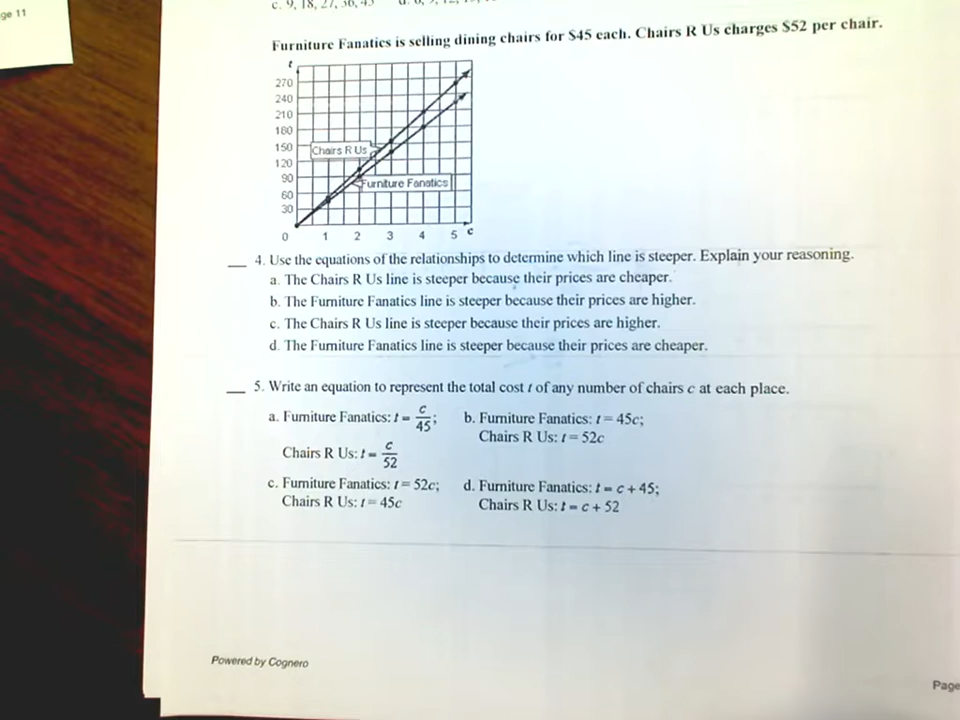 ge 11
c. 9, 18, 27, 36, 45
Furniture Fanatics is selling dining chairs for $45 each. Chairs R Us charges $52 per chair.
t
270
240
210
180
150
120
90
60
30
Chairs R Us
Furniture Fanatics
0 1 2 3 4 5 c
4. Use the equations of the relationships to determine which line is steeper. Explain your reasoning.
a. The Chairs R Us line is steeper because their prices are cheaper.
b. The Furniture Fanatics line is steeper because their prices are higher.
c. The Chairs R Us line is steeper because their prices are higher.
d. The Furniture Fanatics line is steeper because their prices are cheaper.
5. Write an equation to represent the total cost t of any number of chairs c at each place.
a. Furniture Fanatics: t = c/45;
Chairs R Us: t = c/52
b. Furniture Fanatics: t = 45c;
Chairs R Us: t = 52c
c. Furniture Fanatics: t = 52c;
Chairs R Us: t = 45c
d. Furniture Fanatics: t = c + 45;
Chairs R Us: t = c + 52
Powered by Cognero
Page